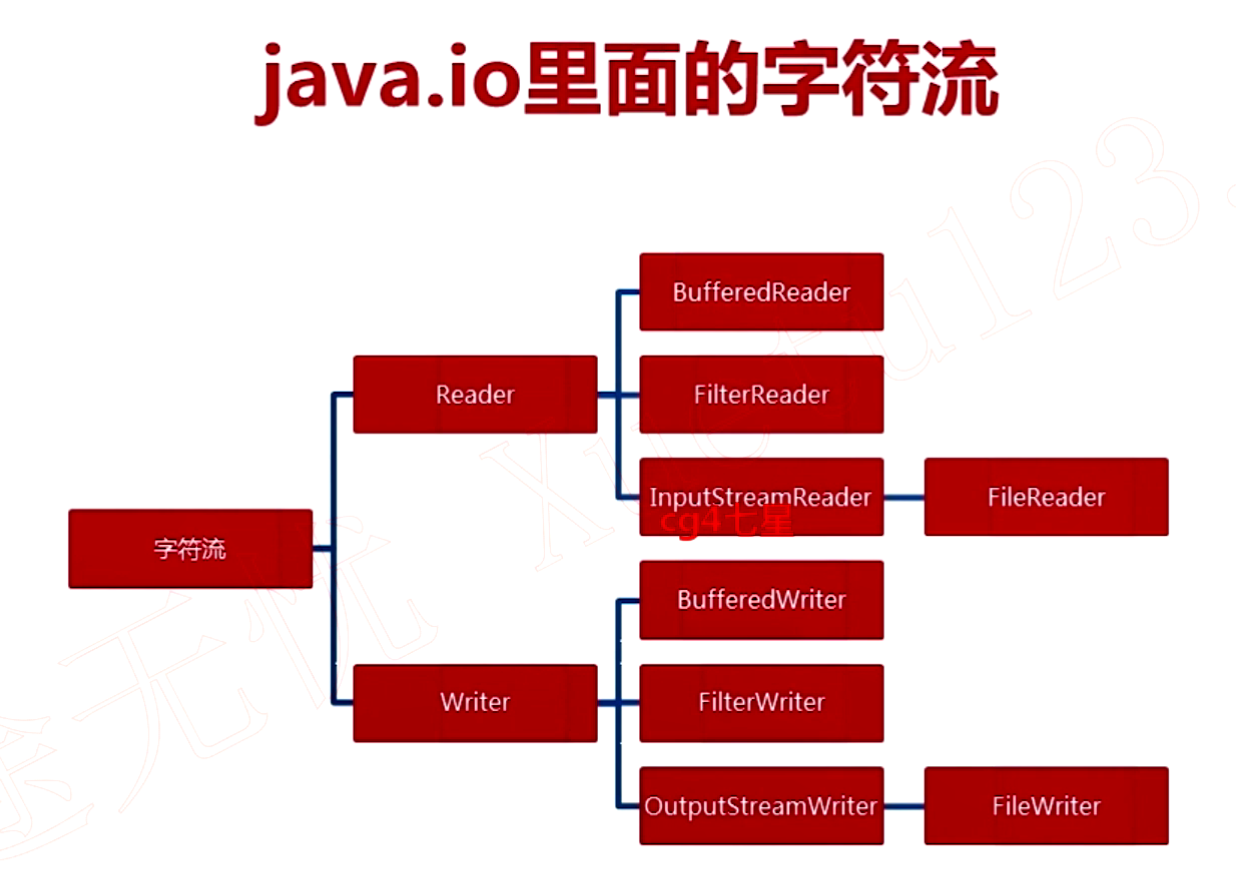 java.io里面的字符流
BufferedReader
Reader
FilterReader
InputStreamReader
FileReader
cg4七星
字符流
BufferedWriter
Writer
FilterWriter
OutputStreamWriter
FileWriter